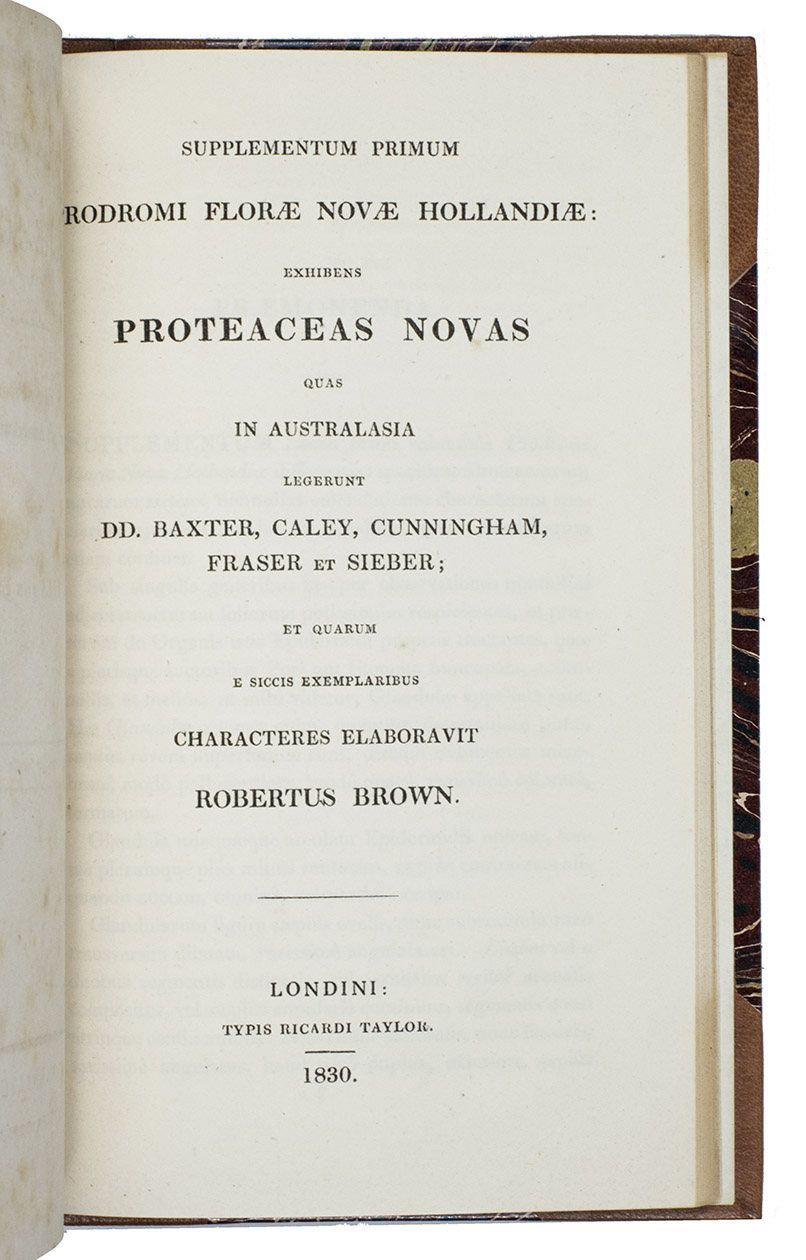 SUPPLEMENTUM PRIMUM
RODROMI FLORÆ NOVÆ HOLLANDIÆ:
EXHIBENS
PROTEACEAS NOVAS
QUAS
IN AUSTRALASIA
LEGERUNT
DD. BAXTER, CALEY, CUNNINGHAM,
FRASER ET SIEBER;
ET QUARUM
E SICCIS EXEMPLARIBUS
CHARACTERES ELABORAVIT
ROBERTUS BROWN.
LONDINI:
TYPIS RICARDI TAYLOR.
1830.